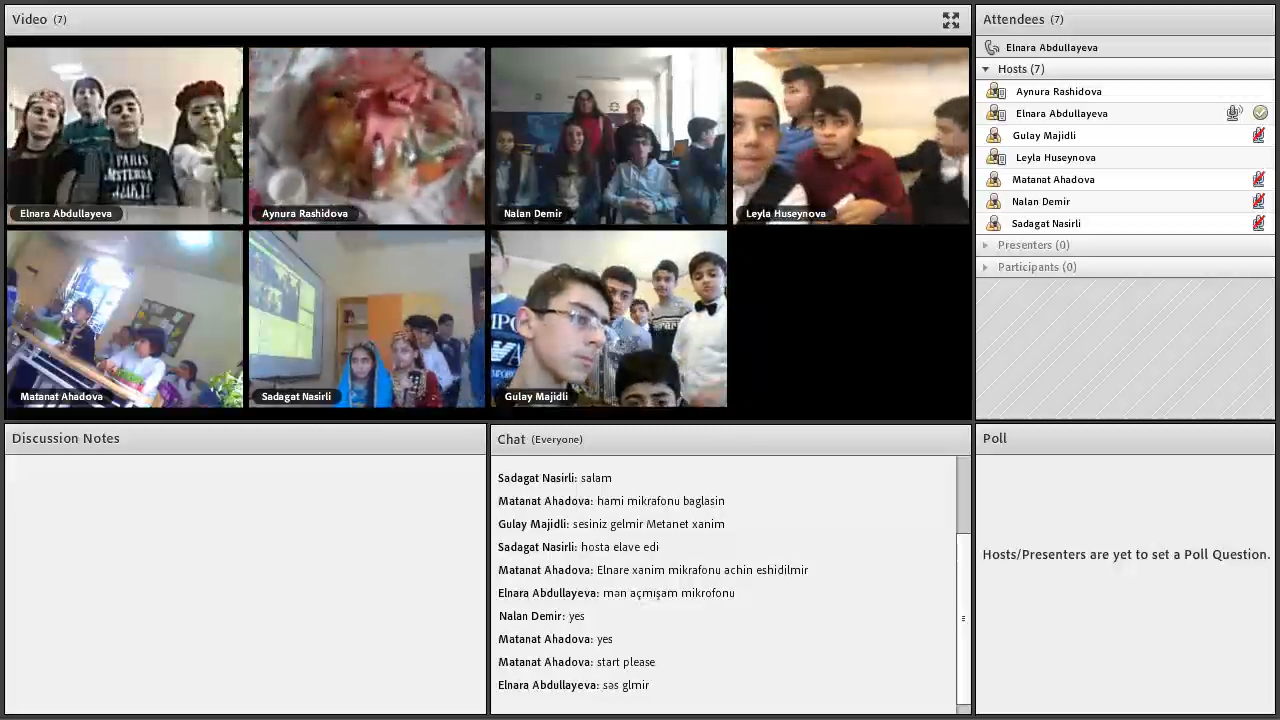 Video (7)
Elnara Abdullayeva
PARIS
Aynura Rashidova
Nalan Demir
Leyla Huseynova
Matanat Ahadova
Sadagat Nasirli
Gulay Majidli
Attendees (7)
Elnara Abdullayeva
Hosts (7)
Aynura Rashidova
Elnara Abdullayeva
Gulay Majidli
Leyla Huseynova
Matanat Ahadova
Nalan Demir
Sadagat Nasirli
Presenters (0)
Participants (0)
Discussion Notes
Chat (Everyone)
Sadagat Nasirli: salam
Matanat Ahadova: hami mikrafonu baglasin
Gulay Majidli: sesiniz gelmir Metanet xanim
Sadagat Nasirli: hosta elave edi
Matanat Ahadova: Elnare xanim mikrafonu achin eshidilmir
Elnara Abdullayeva: mən açmışam mikrofonu
Nalan Demir: yes
Matanat Ahadova: yes
Matanat Ahadova: start please
Elnara Abdullayeva: səs glmir
Poll
Hosts/Presenters are yet to set a Poll Question.